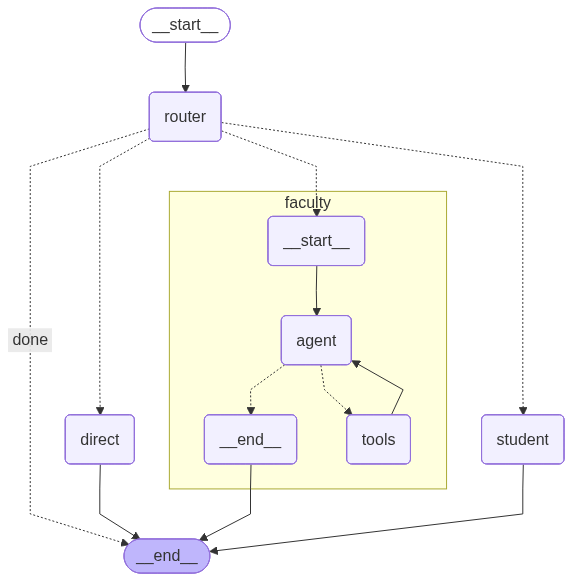 __start__
router
faculty
__start__
done
agent
direct
__end__
tools
student
__end__